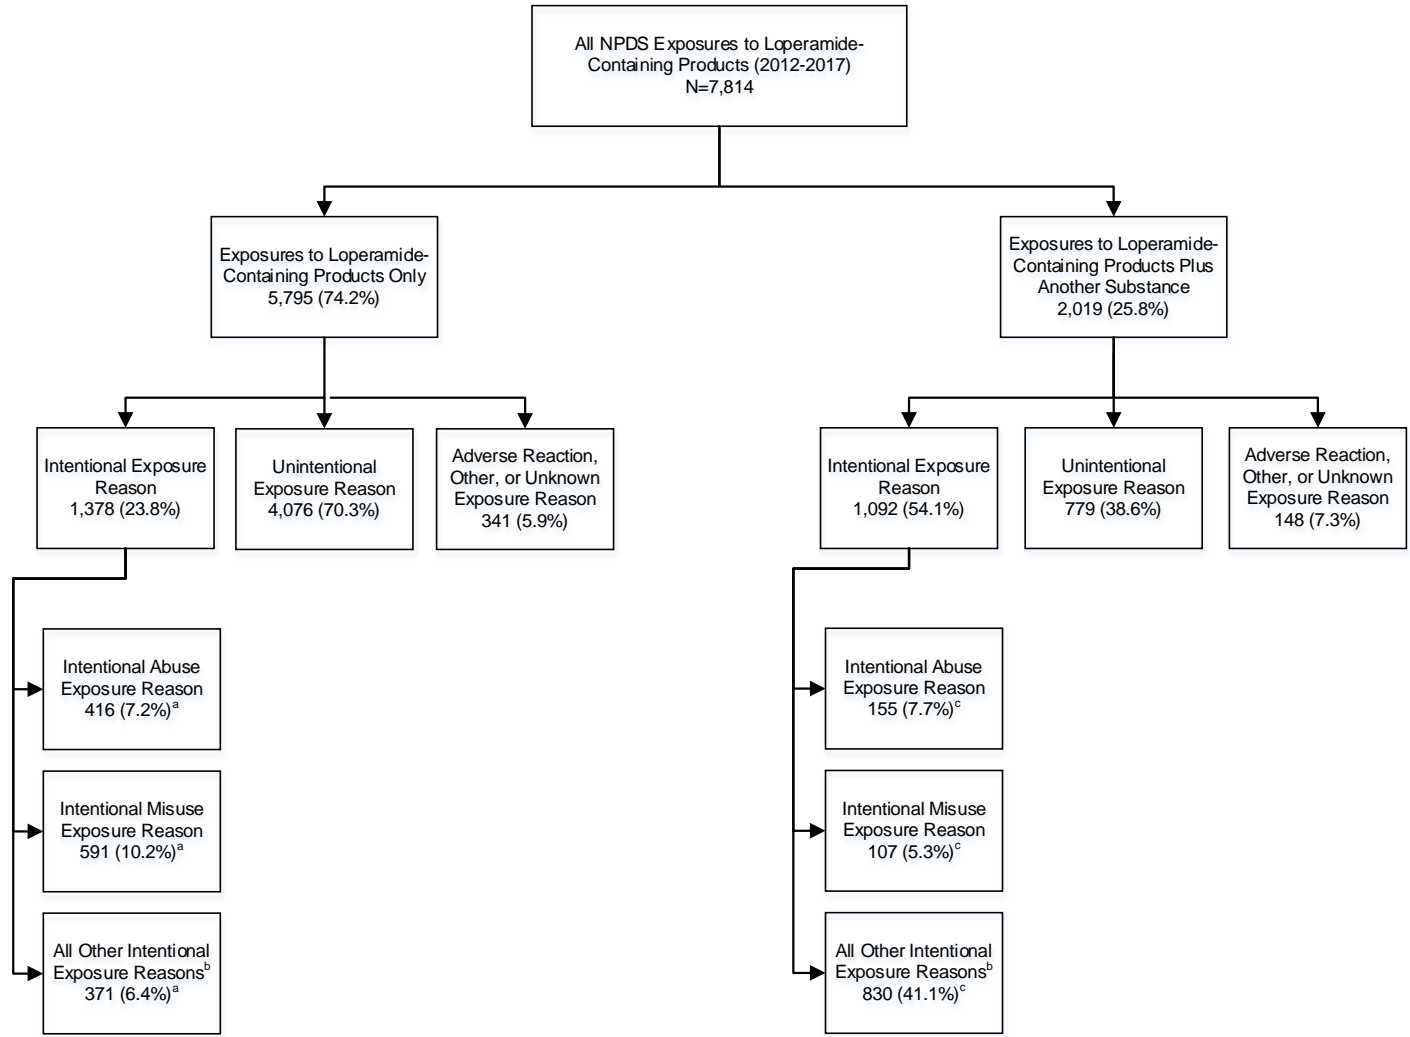 All NPDS Exposures to Loperamide-
Containing Products (2012-2017)
N=7,814
Exposures to Loperamide-
Containing Products Only
5,795 (74.2%)
Exposures to Loperamide-
Containing Products Plus
Another Substance
2,019 (25.8%)
Intentional Exposure
Reason
1,378 (23.8%)
Unintentional
Exposure Reason
4,076 (70.3%)
Adverse Reaction,
Other, or Unknown
Exposure Reason
341 (5.9%)
Intentional Exposure
Reason
1,092 (54.1%)
Unintentional
Exposure Reason
779 (38.6%)
Adverse Reaction,
Other, or Unknown
Exposure Reason
148 (7.3%)
Intentional Abuse
Exposure Reason
416 (7.2%)a
Intentional Misuse
Exposure Reason
591 (10.2%)a
All Other Intentional
Exposure Reasonsb
371 (6.4%)a
Intentional Abuse
Exposure Reason
155 (7.7%)c
Intentional Misuse
Exposure Reason
107 (5.3%)c
All Other Intentional
Exposure Reasonsb
830 (41.1%)c